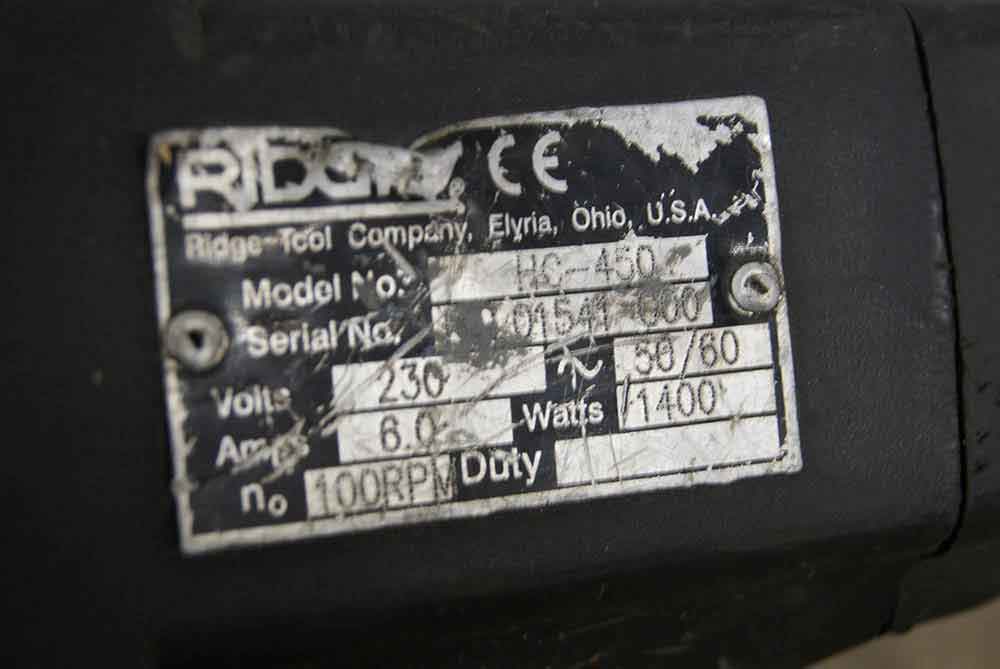 RIDGID. CE
Ridge Tool Company, Elyria, Ohio, U.S.A.
Model No. HC-450
Serial No.
Volts 230 ~ 50/60
Amps 6.0 Watts 1400
no 100RPM Duty